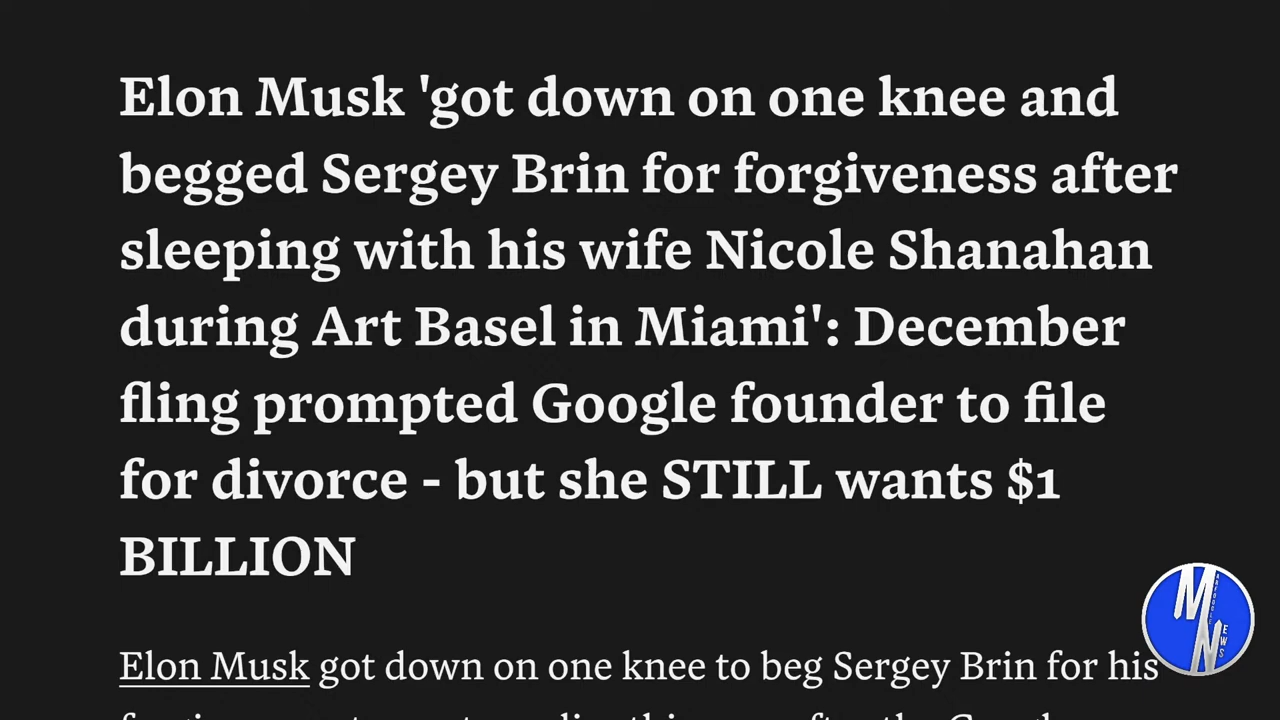 Elon Musk 'got down on one knee and
begged Sergey Brin for forgiveness after
sleeping with his wife Nicole Shanahan
during Art Basel in Miami': December
fling prompted Google founder to file
for divorce - but she STILL wants $1
BILLION
Elon Musk got down on one knee to beg Sergey Brin for his